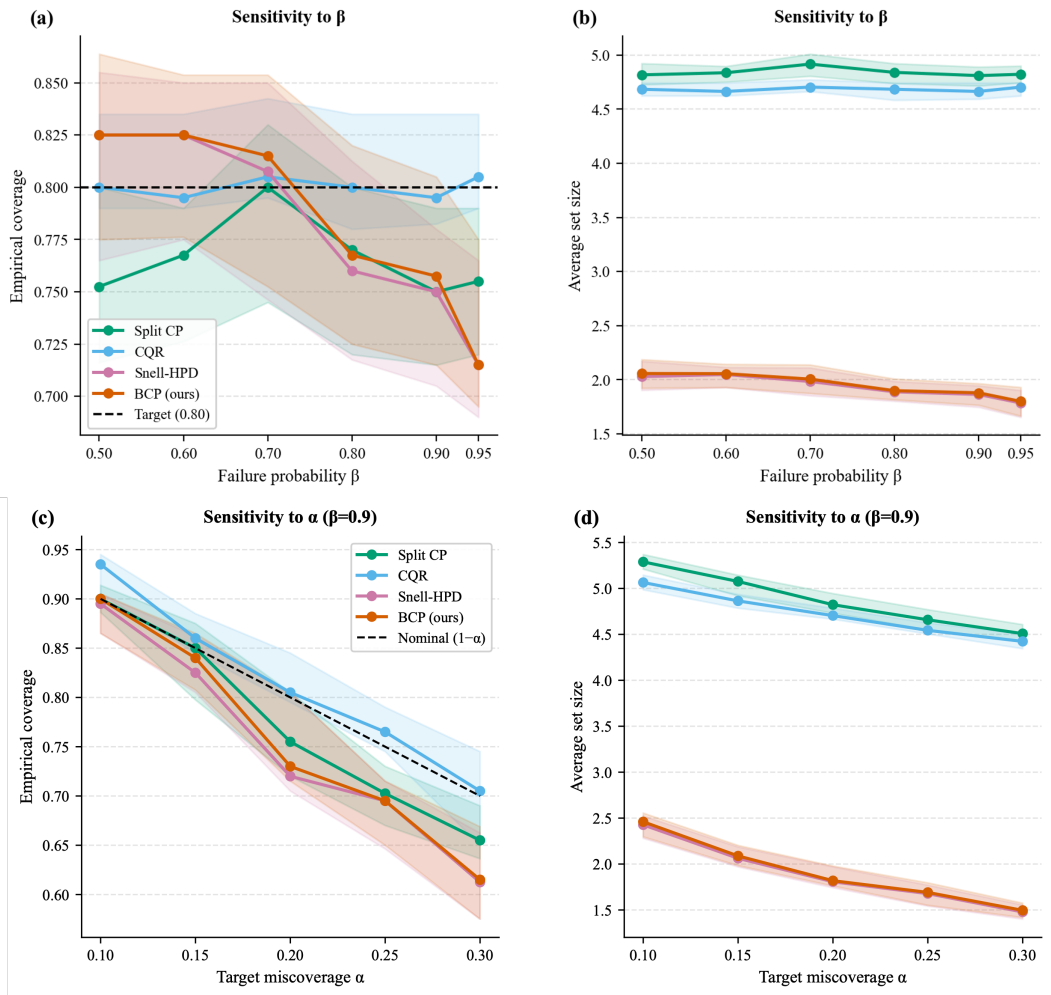 (a)
Sensitivity to β
Empirical coverage
0.850
0.825
0.800
0.775
0.750
0.725
0.700
Split CP
CQR
Snell-HPD
BCP (ours)
Target (0.80)
0.50
0.60
0.70
0.80
0.90
0.95
Failure probability β
(b)
Sensitivity to β
Average set size
5.0
4.5
4.0
3.5
3.0
2.5
2.0
1.5
0.50
0.60
0.70
0.80
0.90
0.95
Failure probability β
(c)
Sensitivity to α (β=0.9)
Empirical coverage
0.95
0.90
0.85
0.80
0.75
0.70
0.65
0.60
Split CP
CQR
Snell-HPD
BCP (ours)
Nominal (1−α)
0.10
0.15
0.20
0.25
0.30
Target miscoverage α
(d)
Sensitivity to α (β=0.9)
Average set size
5.5
5.0
4.5
4.0
3.5
3.0
2.5
2.0
1.5
0.10
0.15
0.20
0.25
0.30
Target miscoverage α